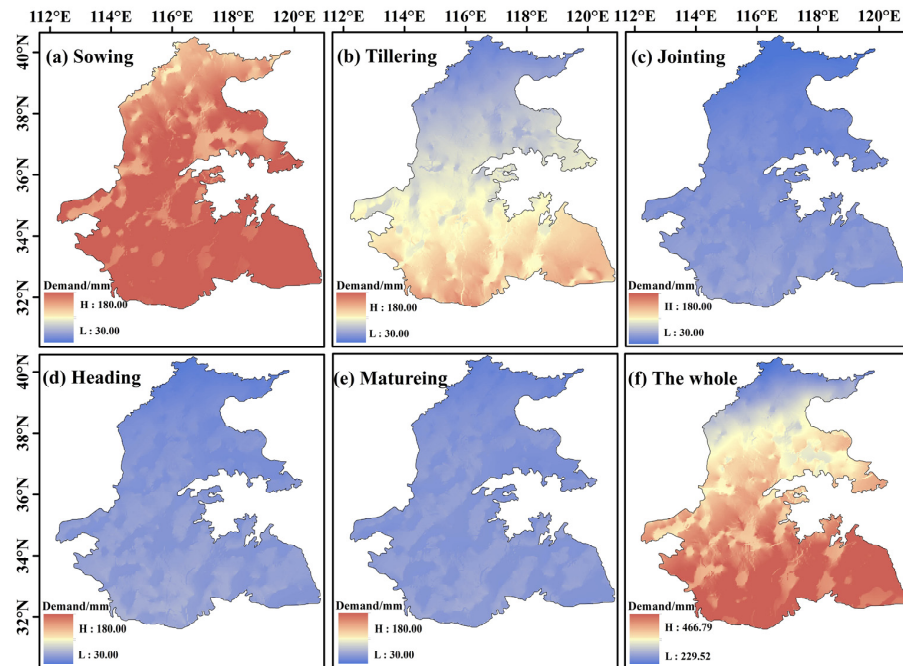 112°E 114°E 116°E 118°E 120°E 112°E 114°E 116°E 118°E 120°E 112°E 114°E 116°E 118°E 120°E
40°N
38°N
36°N
34°N
32°N
(a) Sowing
Demand/mm
H : 180.00
L : 30.00
(b) Tillering
Demand/mm
H : 180.00
L : 30.00
(c) Jointing
Demand/mm
H : 180.00
L : 30.00
40°N
38°N
36°N
34°N
32°N
(d) Heading
Demand/mm
H : 180.00
L : 30.00
(e) Matureing
Demand/mm
H : 180.00
L : 30.00
(f) The whole
Demand/mm
H : 466.79
L : 229.52